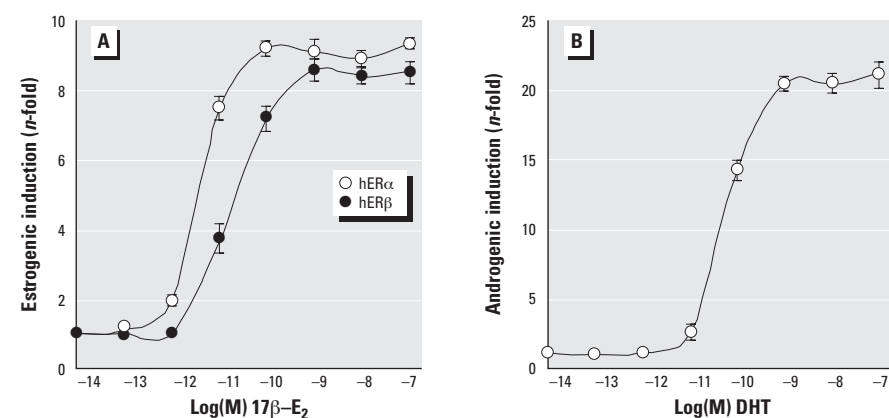 A
Estrogenic induction (n-fold)
10
8
6
4
2
0
hERα
hERβ
–14 –13 –12 –11 –10 –9 –8 –7
Log(M) 17β–E₂
B
Androgenic induction (n-fold)
25
20
15
10
5
0
–14 –13 –12 –11 –10 –9 –8 –7
Log(M) DHT